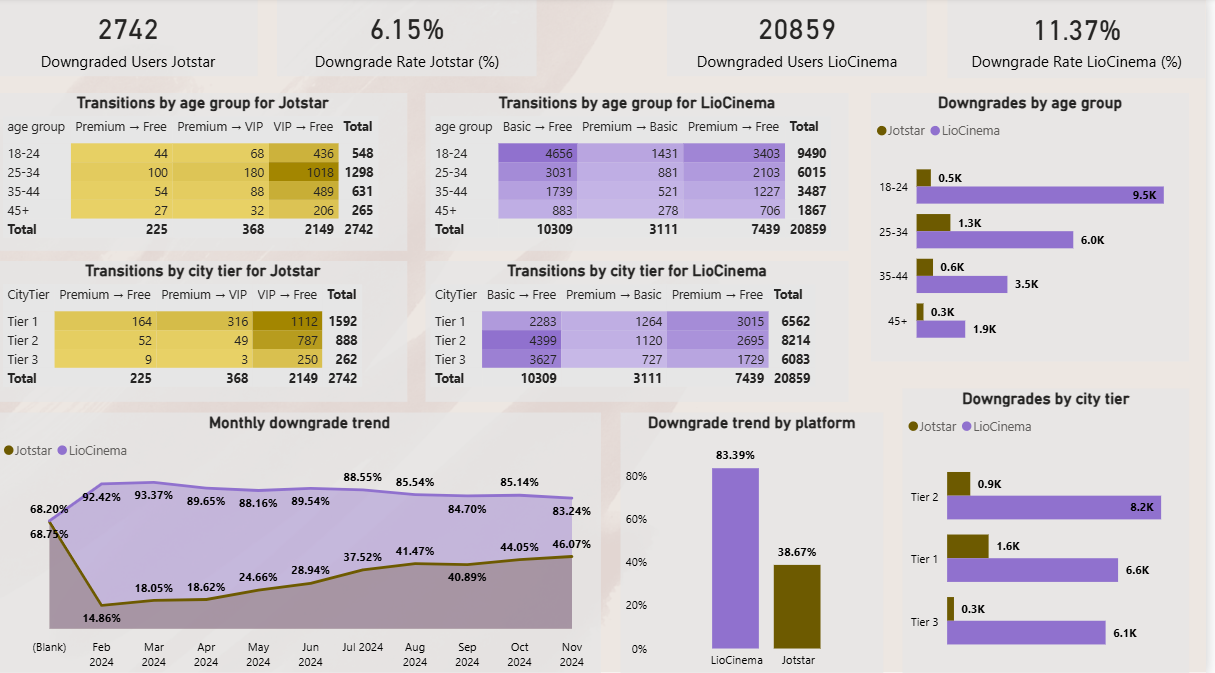 2742
Downgraded Users Jotstar
6.15%
Downgrade Rate Jotstar (%)
20859
Downgraded Users LioCinema
11.37%
Downgrade Rate LioCinema (%)
Transitions by age group for Jotstar
age group Premium → Free Premium → VIP VIP → Free Total
18-24 44 68 436 548
25-34 100 180 1018 1298
35-44 54 88 489 631
45+ 27 32 206 265
Total 225 368 2149 2742
Transitions by age group for LioCinema
age group Basic → Free Premium → Basic Premium → Free Total
18-24 4656 1431 3403 9490
25-34 3031 881 2103 6015
35-44 1739 521 1227 3487
45+ 883 278 706 1867
Total 10309 3111 7439 20859
Downgrades by age group
Jotstar LioCinema
18-24 0.5K
9.5K
25-34 1.3K
6.0K
35-44 0.6K
3.5K
45+ 0.3K
1.9K
Transitions by city tier for Jotstar
CityTier Premium → Free Premium → VIP VIP → Free Total
Tier 1 164 316 1112 1592
Tier 2 52 49 787 888
Tier 3 9 3 250 262
Total 225 368 2149 2742
Transitions by city tier for LioCinema
CityTier Basic → Free Premium → Basic Premium → Free Total
Tier 1 2283 1264 3015 6562
Tier 2 4399 1120 2695 8214
Tier 3 3627 727 1729 6083
Total 10309 3111 7439 20859
Monthly downgrade trend
Jotstar LioCinema
68.20% 92.42% 93.37% 89.65% 88.16% 89.54% 88.55% 85.54% 84.70% 85.14% 83.24%
68.75% 14.86% 18.05% 18.62% 24.66% 28.94% 37.52% 41.47% 40.89% 44.05% 46.07%
(Blank) Feb 2024 Mar 2024 Apr 2024 May 2024 Jun 2024 Jul 2024 Aug 2024 Sep 2024 Oct 2024 Nov 2024
Downgrade trend by platform
83.39%
38.67%
80%
60%
40%
20%
0%
LioCinema Jotstar
Downgrades by city tier
Jotstar LioCinema
Tier 2 0.9K
8.2K
Tier 1 1.6K
6.6K
Tier 3 0.3K
6.1K